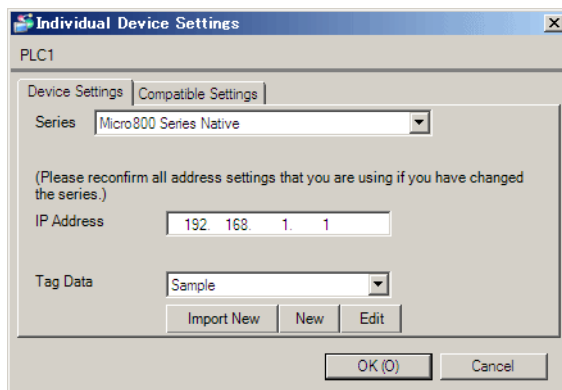 Individual Device Settings
PLC1
Device Settings Compatible Settings
Series Micro800 Series Native
(Please reconfirm all address settings that you are using if you have changed
the series.)
IP Address 192. 168. 1. 1
Tag Data Sample
Import New New Edit
OK (O) Cancel